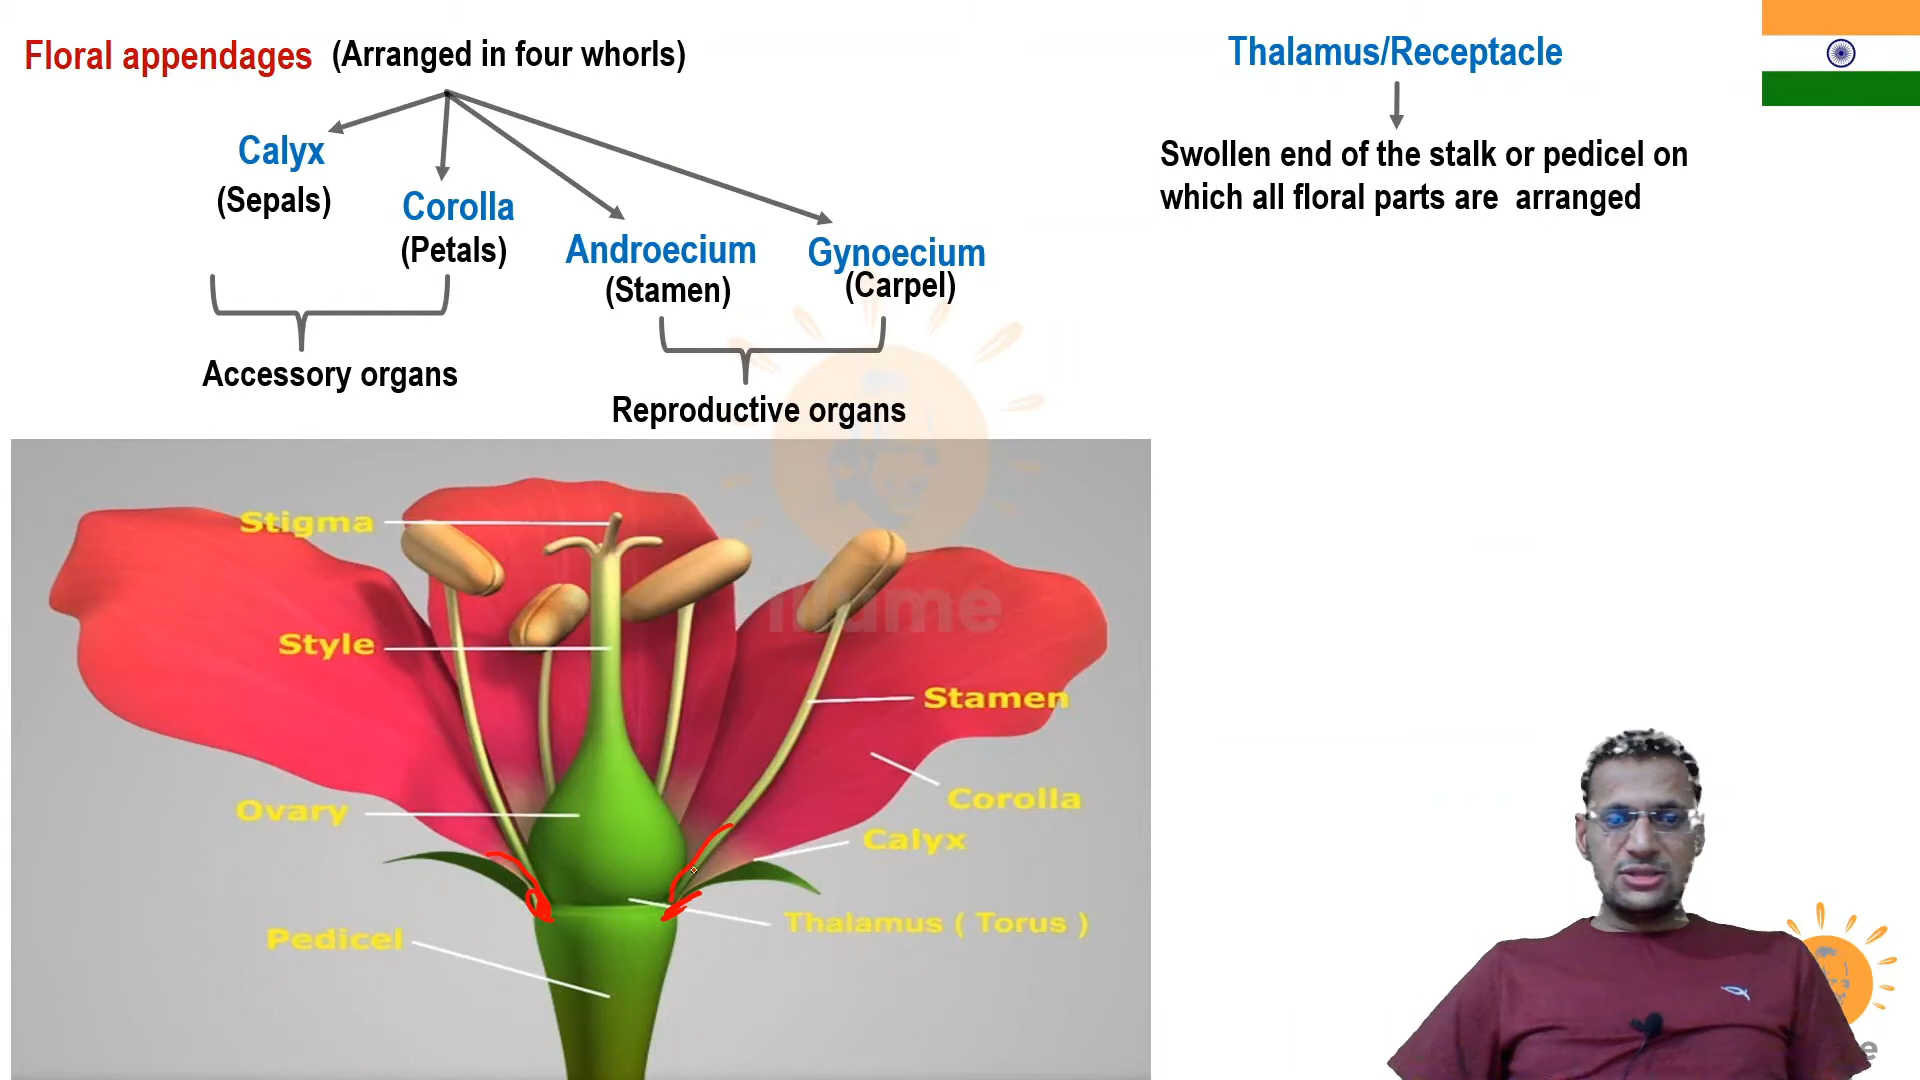 Floral appendages (Arranged in four whorls)
Thalamus/Receptacle
Calyx
(Sepals)
Corolla
(Petals)
Androecium
(Stamen)
Gynoecium
(Carpel)
Swollen end of the stalk or pedicel on
which all floral parts are arranged
Accessory organs
Reproductive organs
Stigma
Style
Stamen
Ovary
Corolla
Calyx
Thalamus ( Torus )
Pedicel